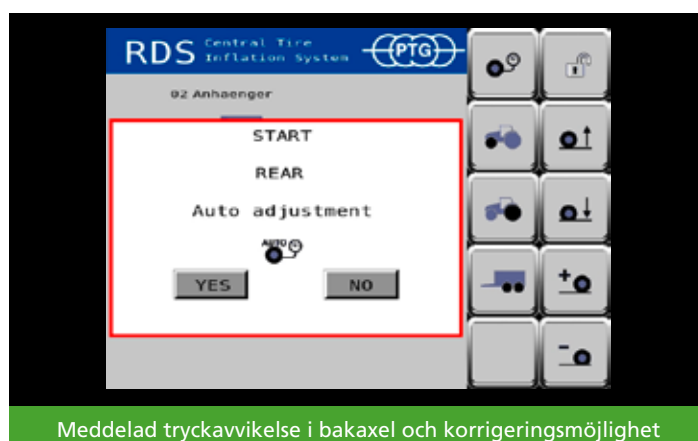 RDS Central Tire Inflation System PTG
02 Anhaenger
START
REAR
Auto adjustment
AUTO
YES NO
Meddelad tryckavvikelse i bakaxel och korrigeringsmöjlighet